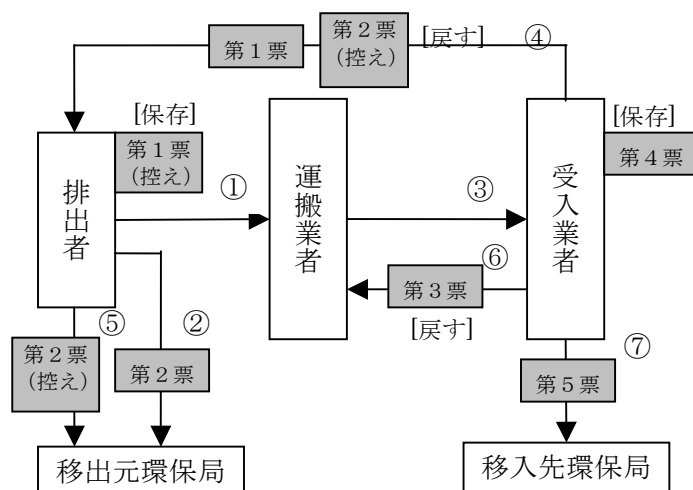 第１票
第２票
（控え）
[戻す]
④
[保存]
第１票
（控え）
[保存]
第４票
排出者
運搬業者
受入業者
①
③
⑥
第３票
[戻す]
⑤
②
⑦
第２票
（控え）
第２票
第５票
移出元環保局
移入先環保局